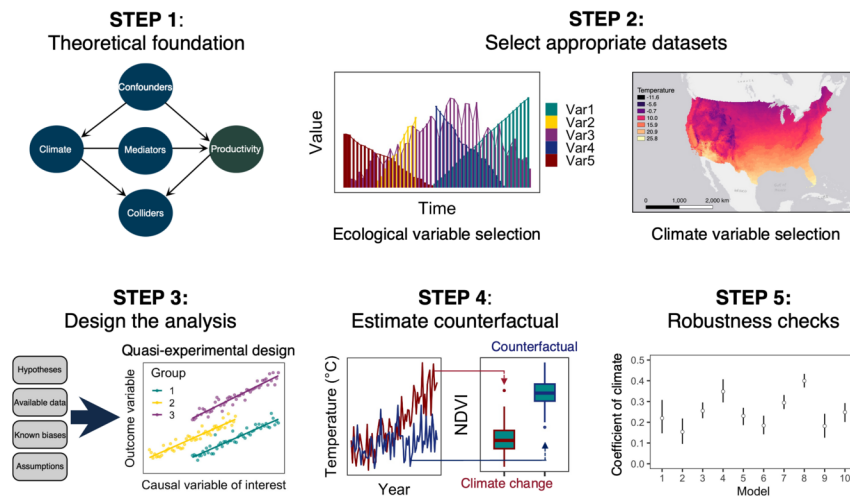 STEP 1:
Theoretical foundation
Confounders
Climate
Mediators
Productivity
Colliders
STEP 2:
Select appropriate datasets
Value
Time
Var1
Var2
Var3
Var4
Var5
Ecological variable selection
Temperature
-11.6
-5.6
-0.7
10.0
15.9
20.9
25.8
0 1,000 2,000 km
Climate variable selection
STEP 3:
Design the analysis
Hypotheses
Available data
Known biases
Assumptions
Quasi-experimental design
Outcome variable
Group
1
2
3
Causal variable of interest
STEP 4:
Estimate counterfactual
Counterfactual
Temperature (°C)
Year
NDVI
Climate change
STEP 5:
Robustness checks
Coefficient of climate
0.5
0.4
0.3
0.2
0.1
0.0
1 2 3 4 5 6 7 8 9 10
Model